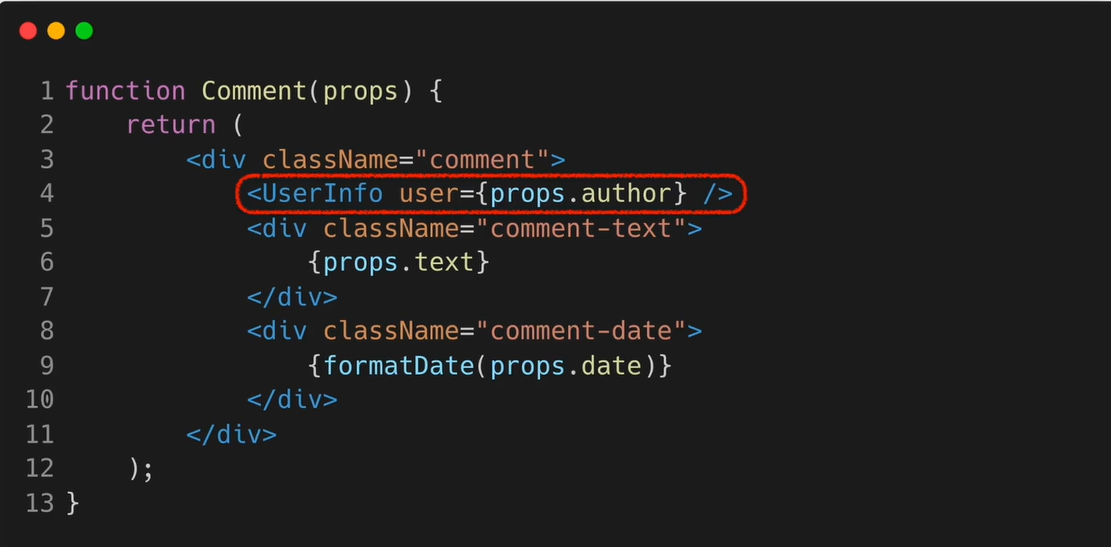 1 function Comment(props) {
2     return (
3         <div className="comment">
4             <UserInfo user={props.author} />
5             <div className="comment-text">
6                 {props.text}
7             </div>
8             <div className="comment-date">
9                 {formatDate(props.date)}
10             </div>
11         </div>
12     );
13 }